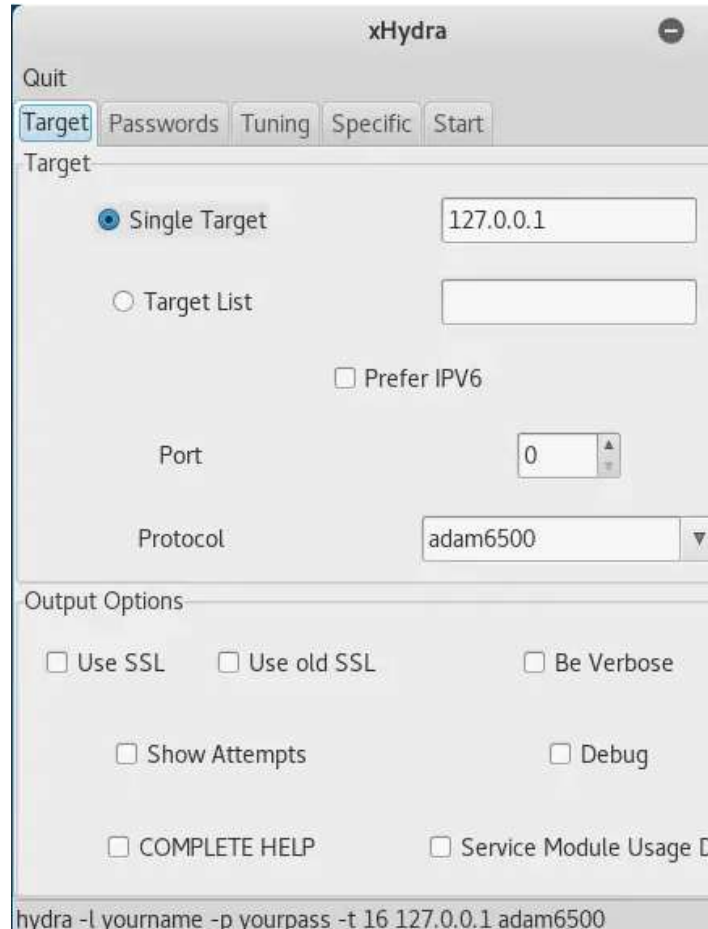 xHydra
Quit
Target Passwords Tuning Specific Start
Target
Single Target 127.0.0.1
Target List
Prefer IPV6
Port 0
Protocol adam6500
Output Options
Use SSL Use old SSL Be Verbose
Show Attempts Debug
COMPLETE HELP Service Module Usage D
hydra -l yourname -p yourpass -t 16 127.0.0.1 adam6500